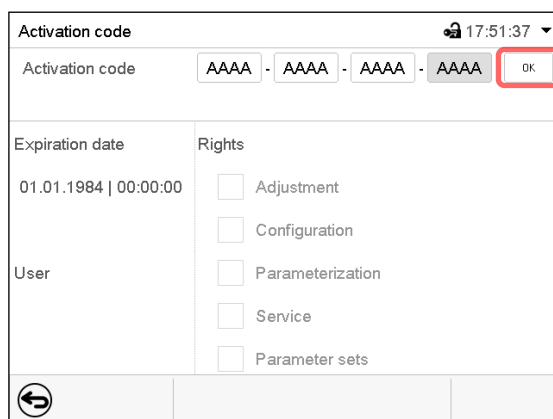 Activation code 17:51:37
Activation code AAAA - AAAA - AAAA - AAAA OK
Expiration date Rights
01.01.1984 | 00:00:00 Adjustment
Configuration
User Parameterization
Service
Parameter sets